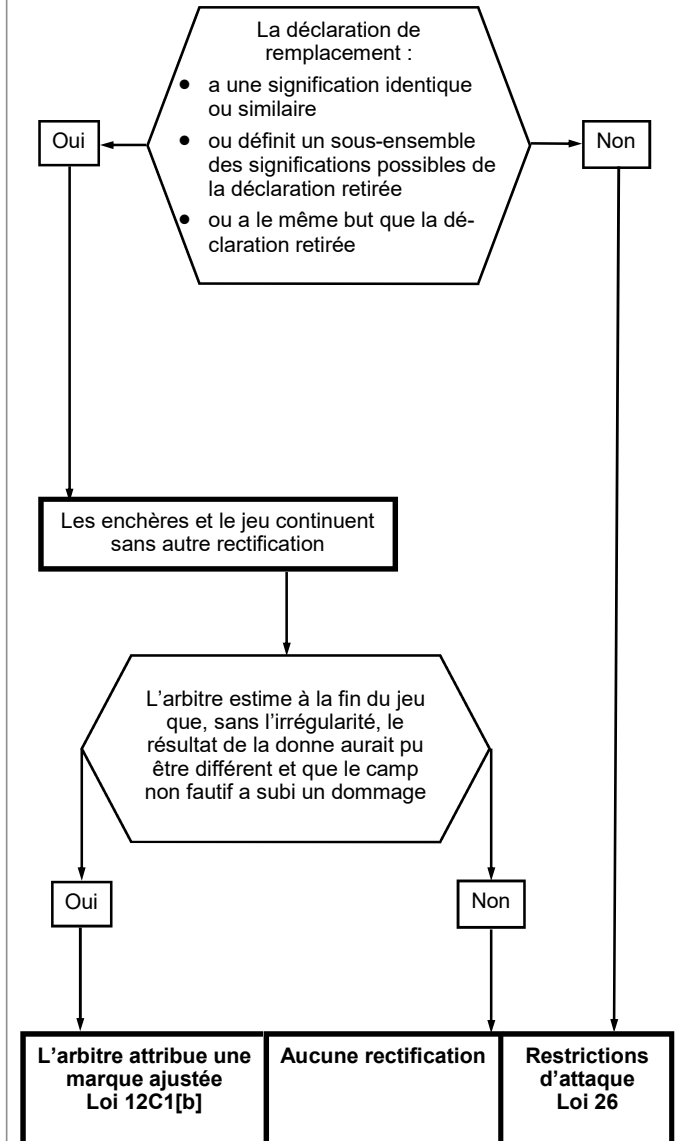 La déclaration de
remplacement :
• a une signification identique
ou similaire
• ou définit un sous-ensemble
des significations possibles de
la déclaration retirée
• ou a le même but que la dé-
claration retirée
Oui
Non
Les enchères et le jeu continuent
sans autre rectification
L'arbitre estime à la fin du jeu
que, sans l'irrégularité, le
résultat de la donne aurait pu
être différent et que le camp
non fautif a subi un dommage
Oui
Non
L'arbitre attribue une
marque ajustée
Loi 12C1[b]
Aucune rectification
Restrictions
d'attaque
Loi 26